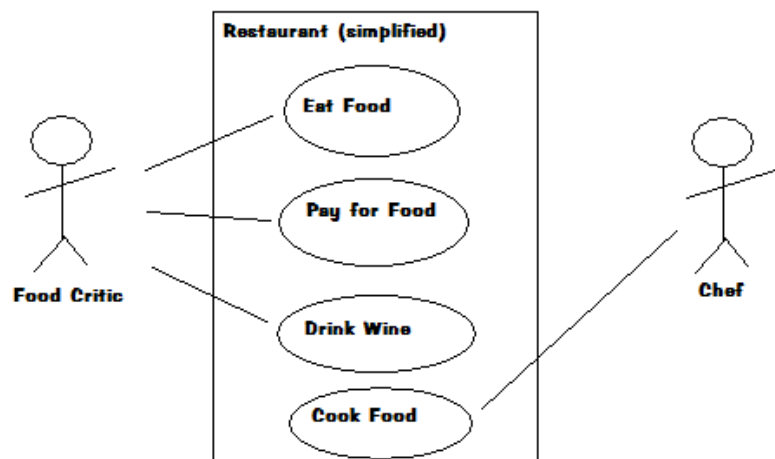 Restaurant (simplified)
Eat Food
Pay for Food
Food Critic
Chef
Drink Wine
Cook Food